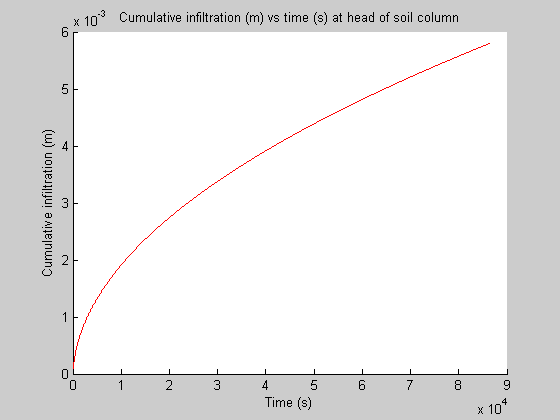 x 10-3
Cumulative infiltration (m) vs time (s) at head of soil column
6
5
4
3
2
1
0
Cumulative infiltration (m)
0 1 2 3 4 5 6 7 8 9
Time (s)
x 10 4